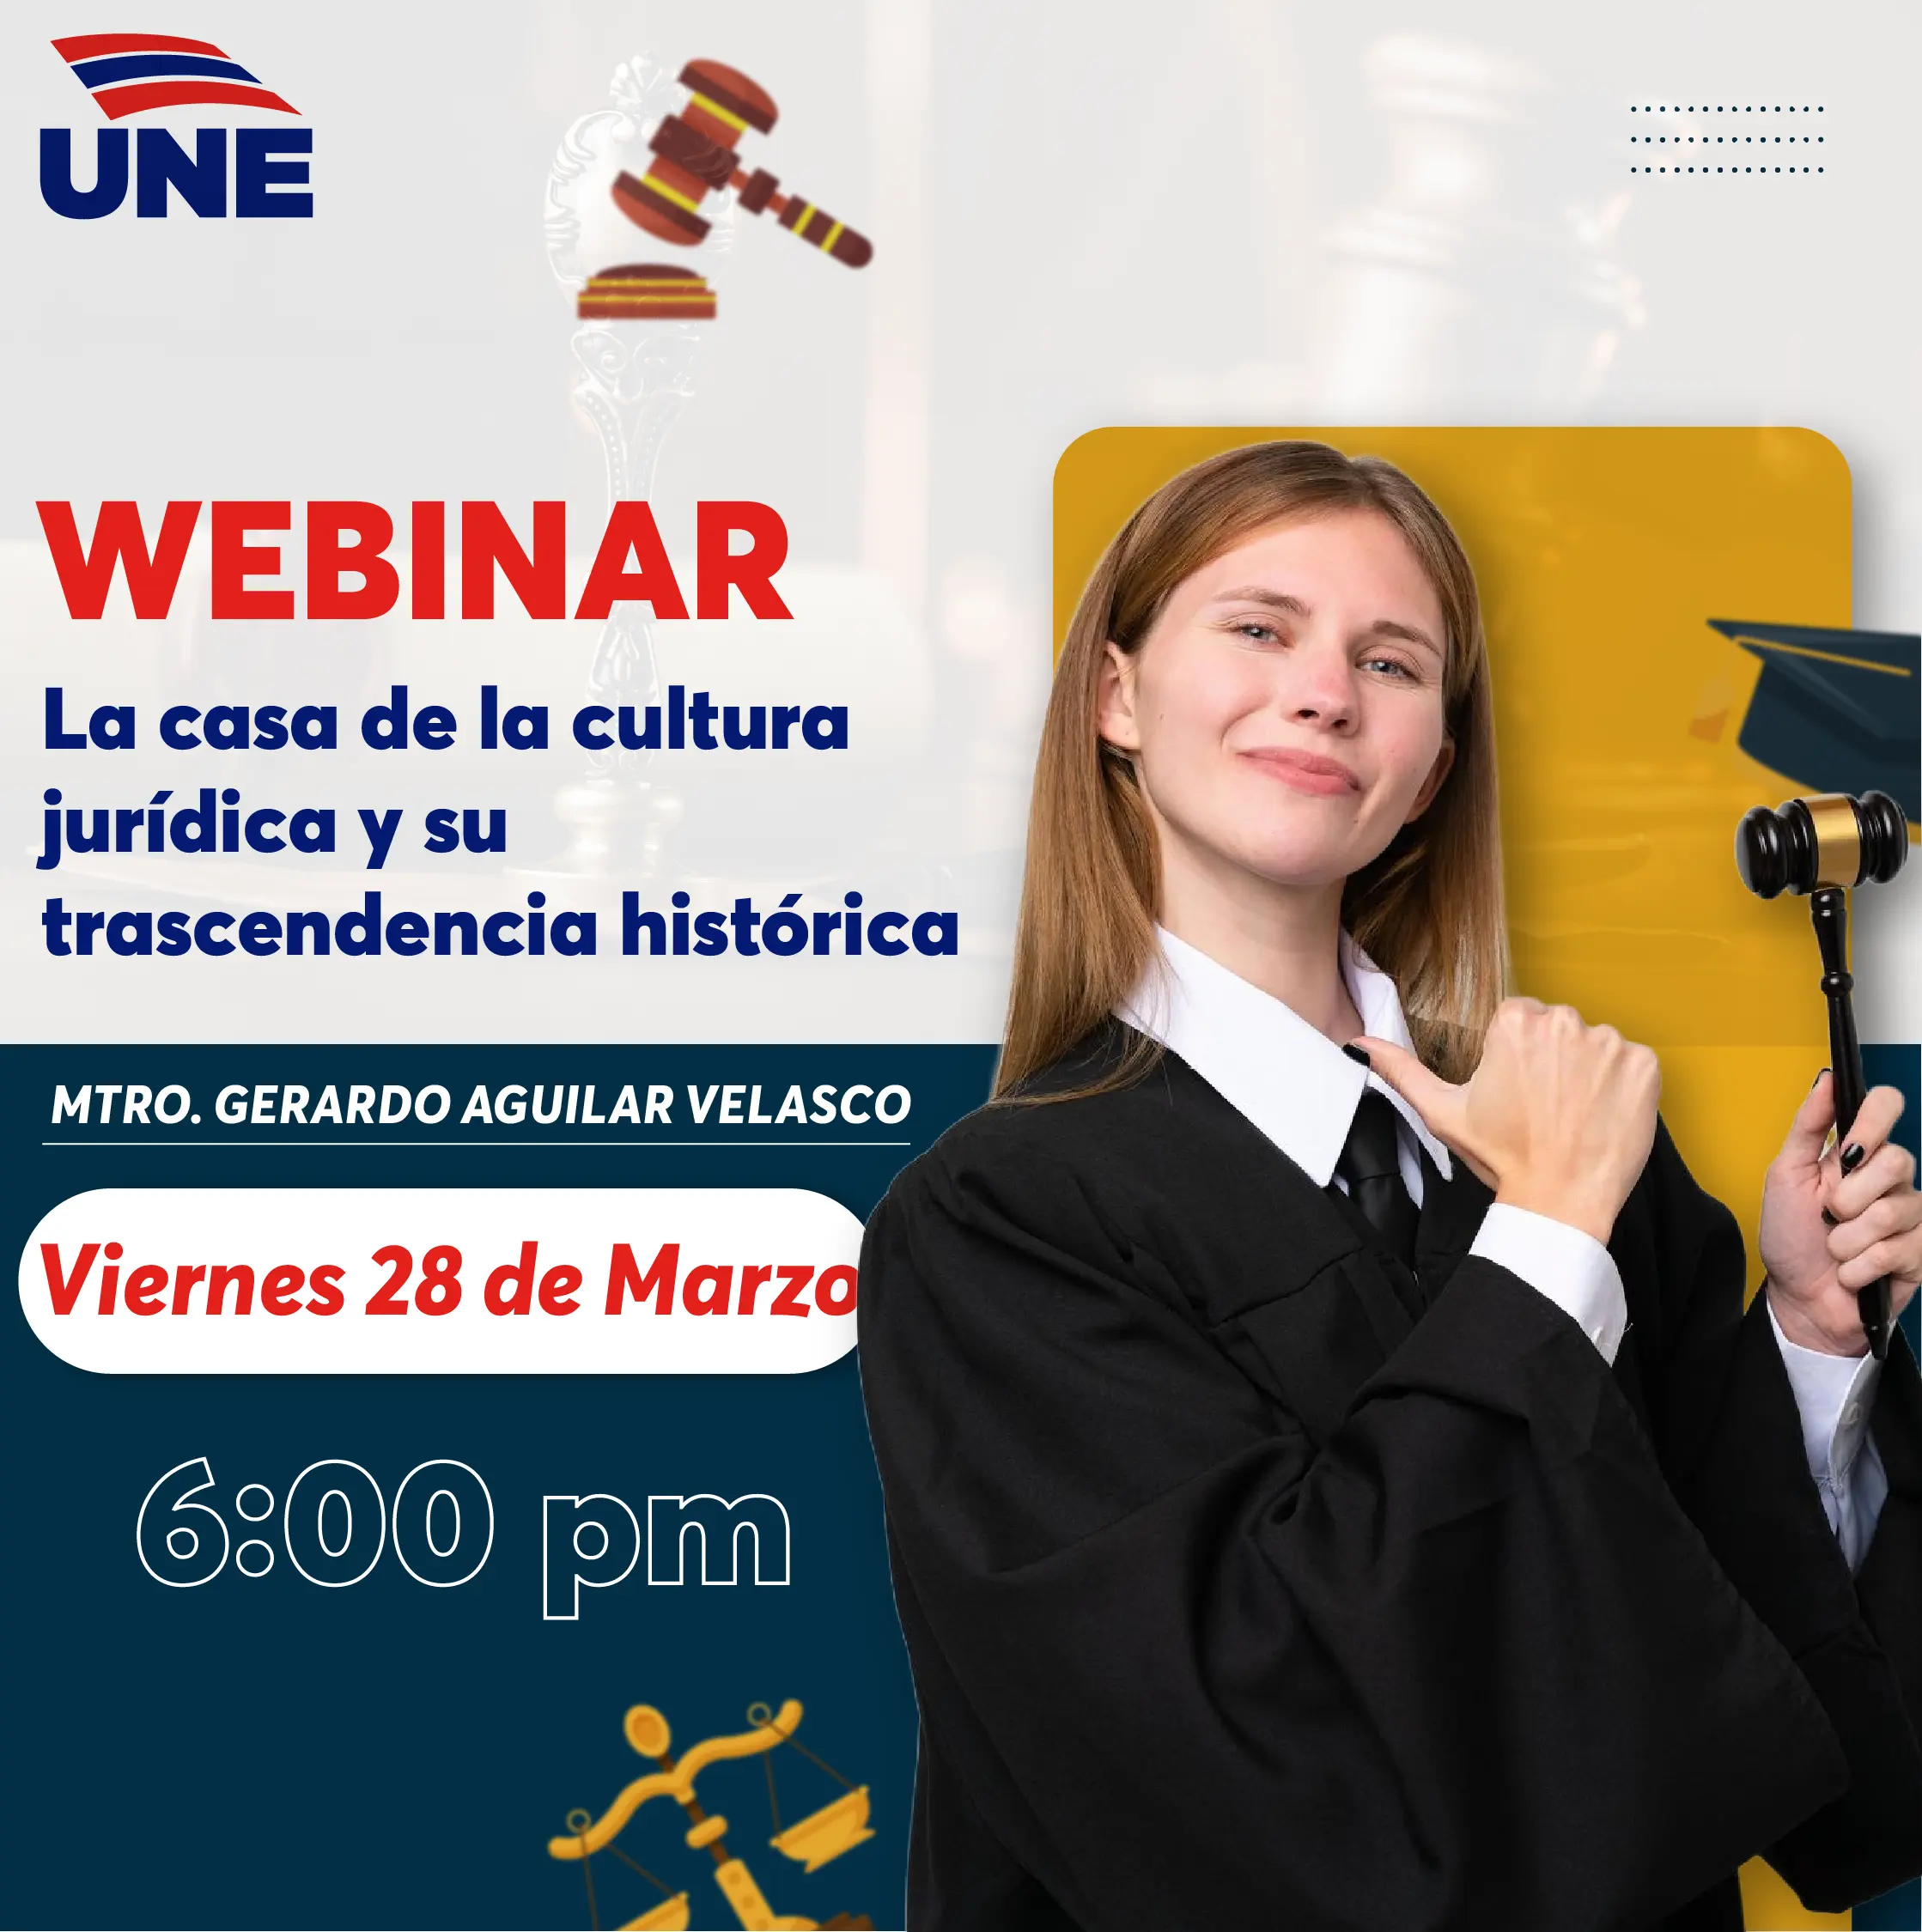 UNE
WEBINAR
La casa de la cultura
jurídica y su
trascendencia histórica
MTRO. GERARDO AGUILAR VELASCO
Viernes 28 de Marzo
6:00 pm